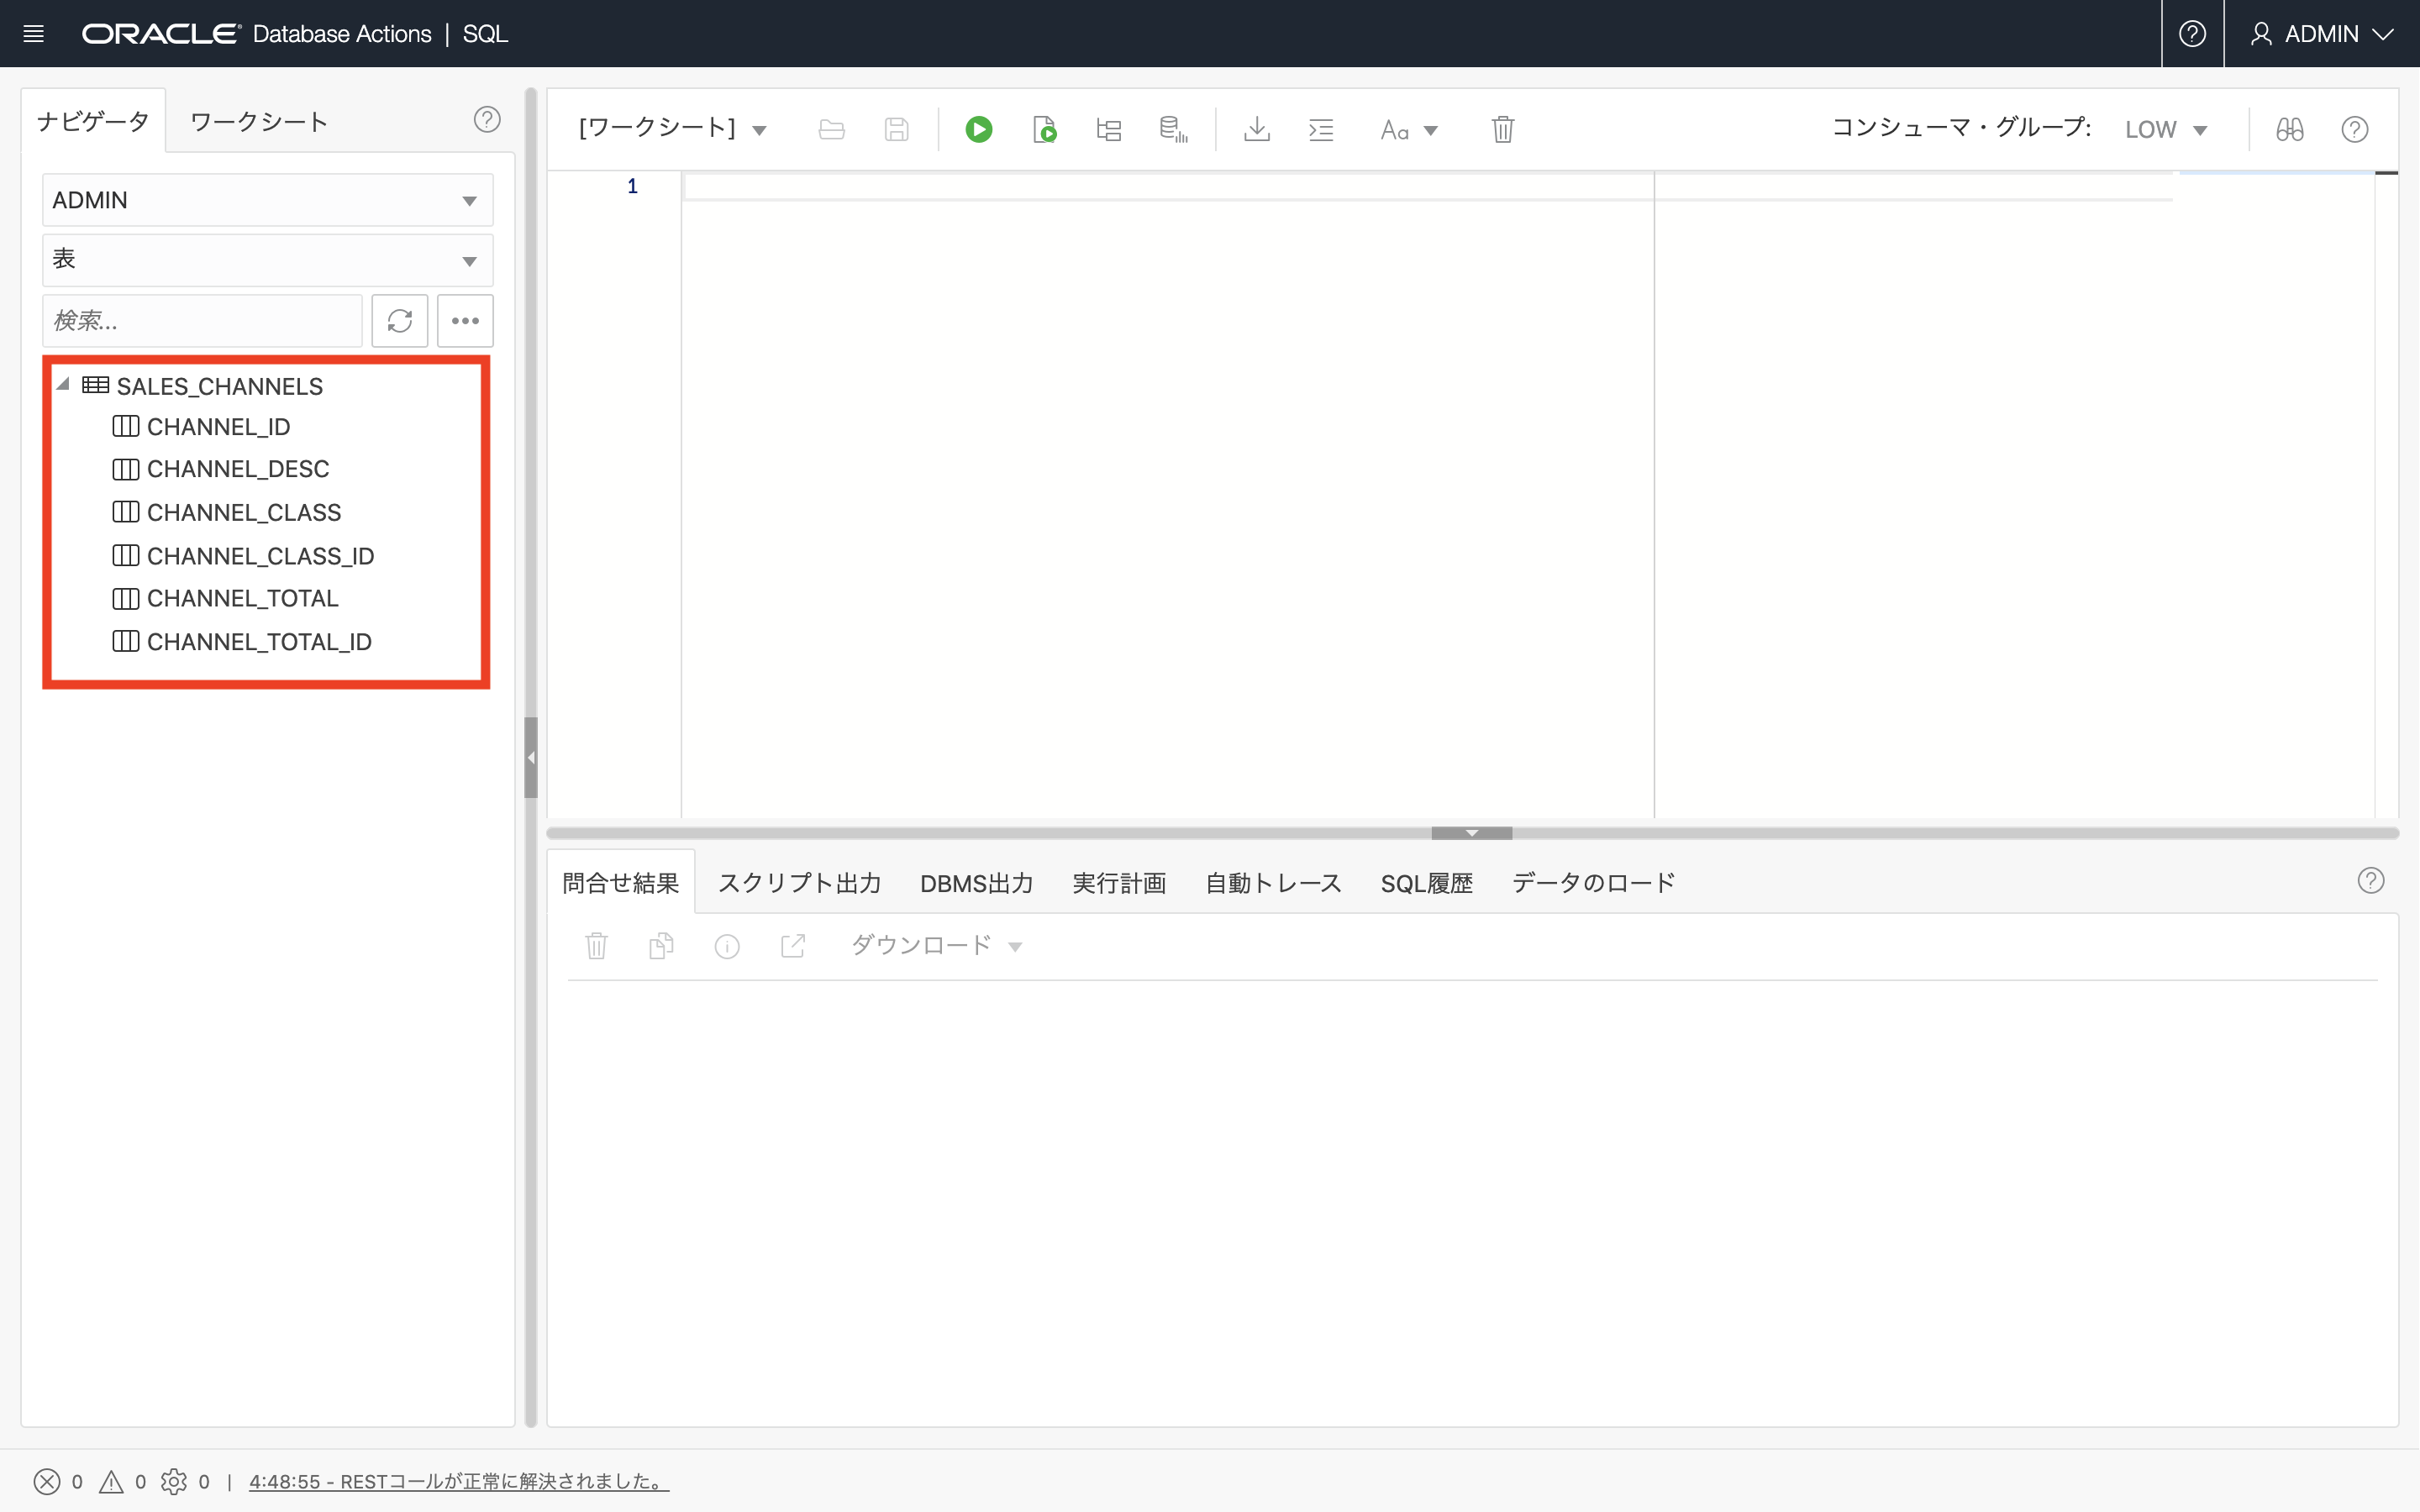 ORACLE Database Actions | SQL
ADMIN
ナビゲータ ワークシート
ADMIN
表
検索...
SALES_CHANNELS
CHANNEL_ID
CHANNEL_DESC
CHANNEL_CLASS
CHANNEL_CLASS_ID
CHANNEL_TOTAL
CHANNEL_TOTAL_ID
[ワークシート] Aa コンシューマ・グループ: LOW
1
問合せ結果 スクリプト出力 DBMS出力 実行計画 自動トレース SQL履歴 データのロード
ダウンロード
0 0 0 | 4:48:55 - RESTコールが正常に解決されました。